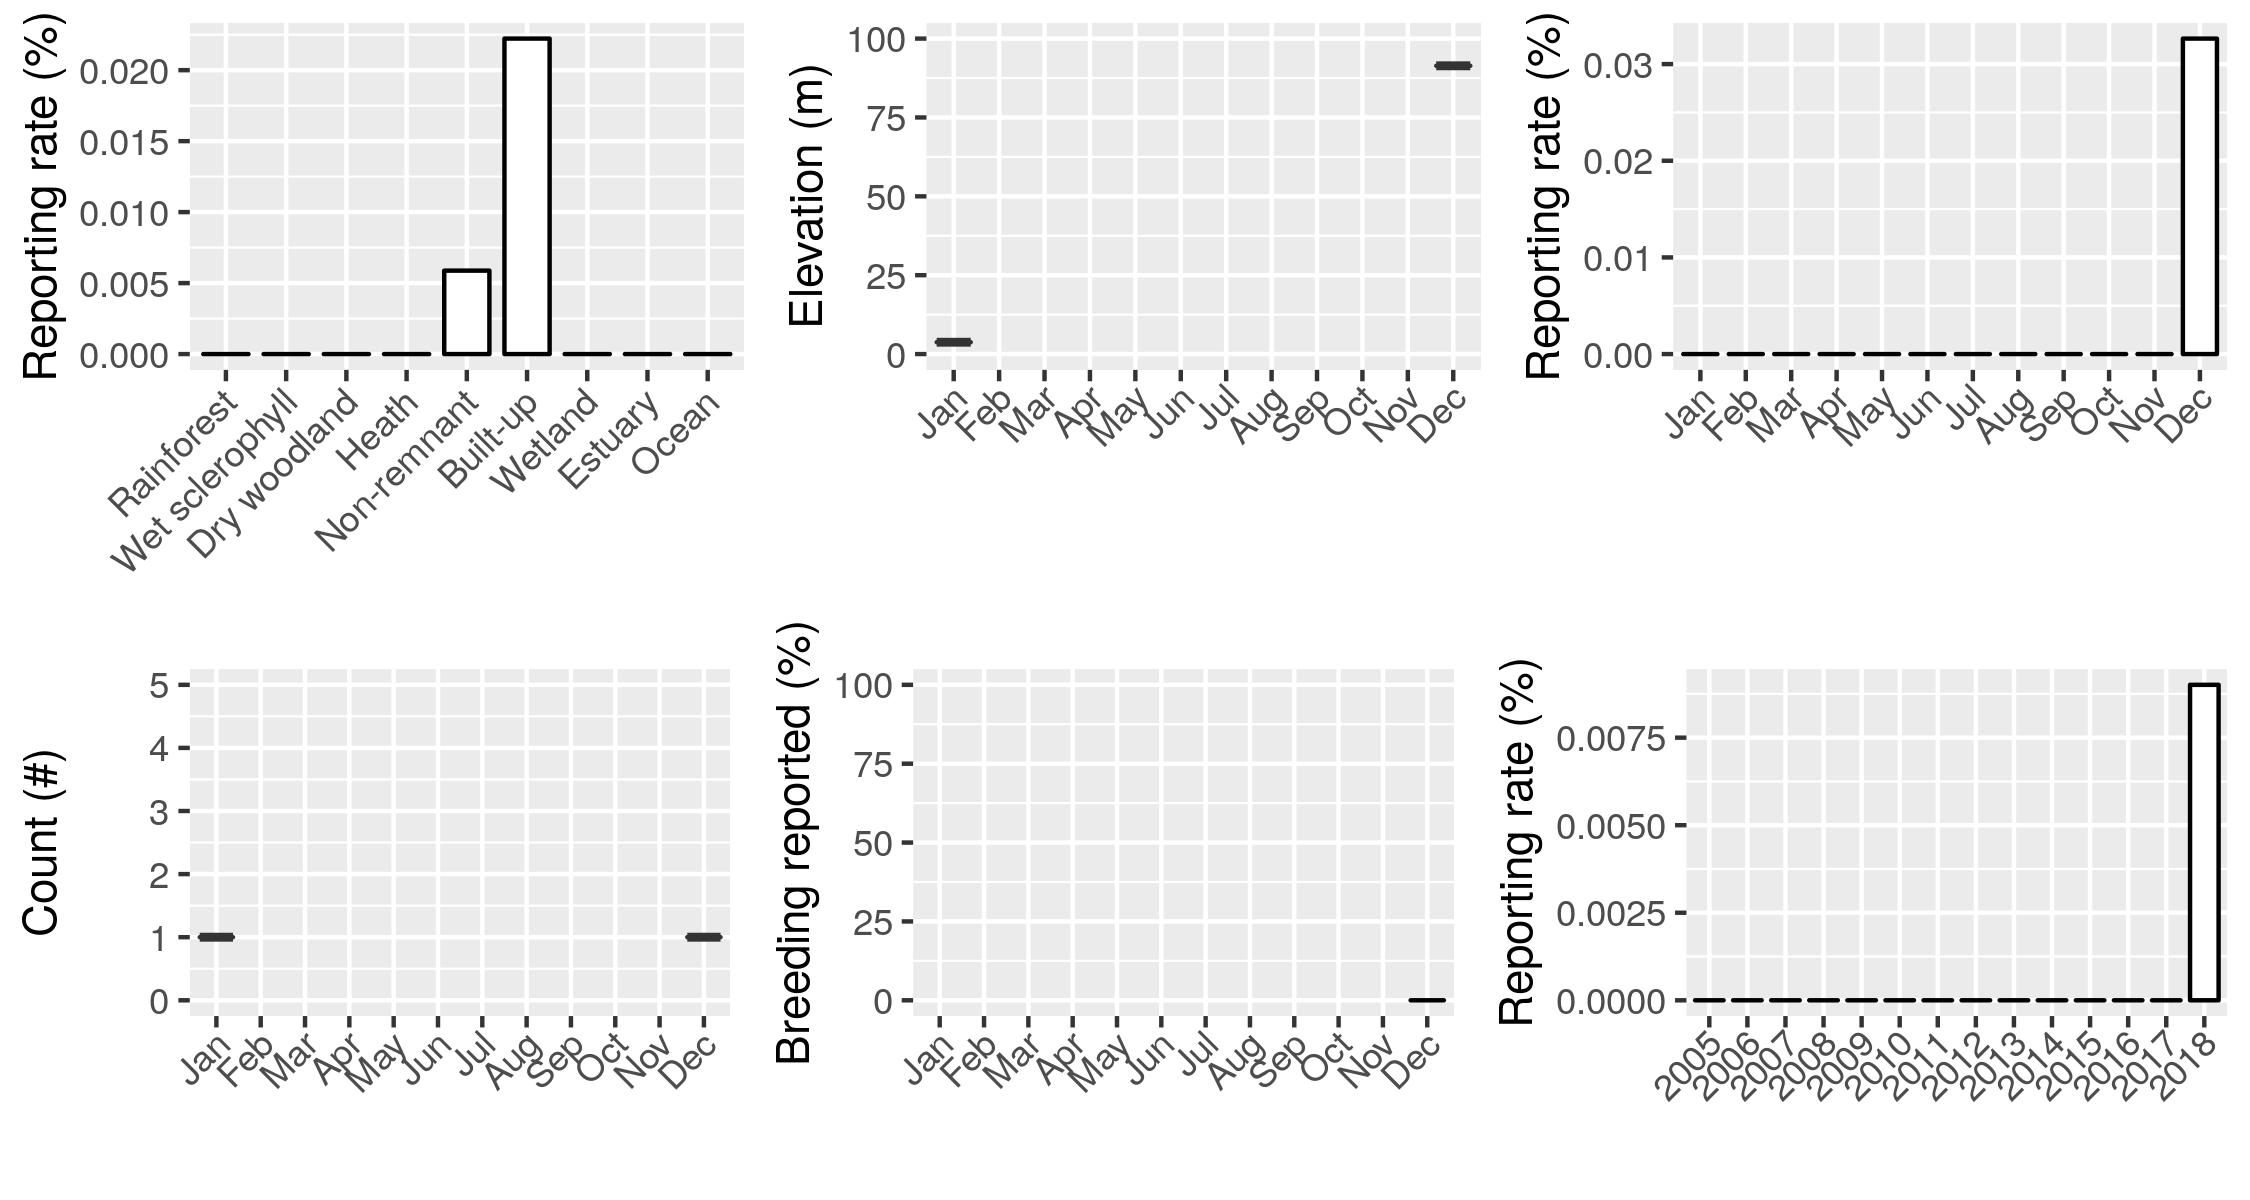 Reporting rate (%)
0.020
0.015
0.010
0.005
0.000
Rainforest
Wet sclerophyll
Dry woodland
Heath
Non-remnant
Built-up
Wetland
Estuary
Ocean
Elevation (m)
100
75
50
25
0
Jan
Feb
Mar
Apr
May
Jun
Jul
Aug
Sep
Oct
Nov
Dec
Reporting rate (%)
0.03
0.02
0.01
0.00
Jan
Feb
Mar
Apr
May
Jun
Jul
Aug
Sep
Oct
Nov
Dec
Count (#)
5
4
3
2
1
0
Jan
Feb
Mar
Apr
May
Jun
Jul
Aug
Sep
Oct
Nov
Dec
Breeding reported (%)
100
75
50
25
0
Jan
Feb
Mar
Apr
May
Jun
Jul
Aug
Sep
Oct
Nov
Dec
Reporting rate (%)
0.0075
0.0050
0.0025
0.0000
2005
2006
2007
2008
2009
2010
2011
2012
2013
2014
2015
2016
2017
2018